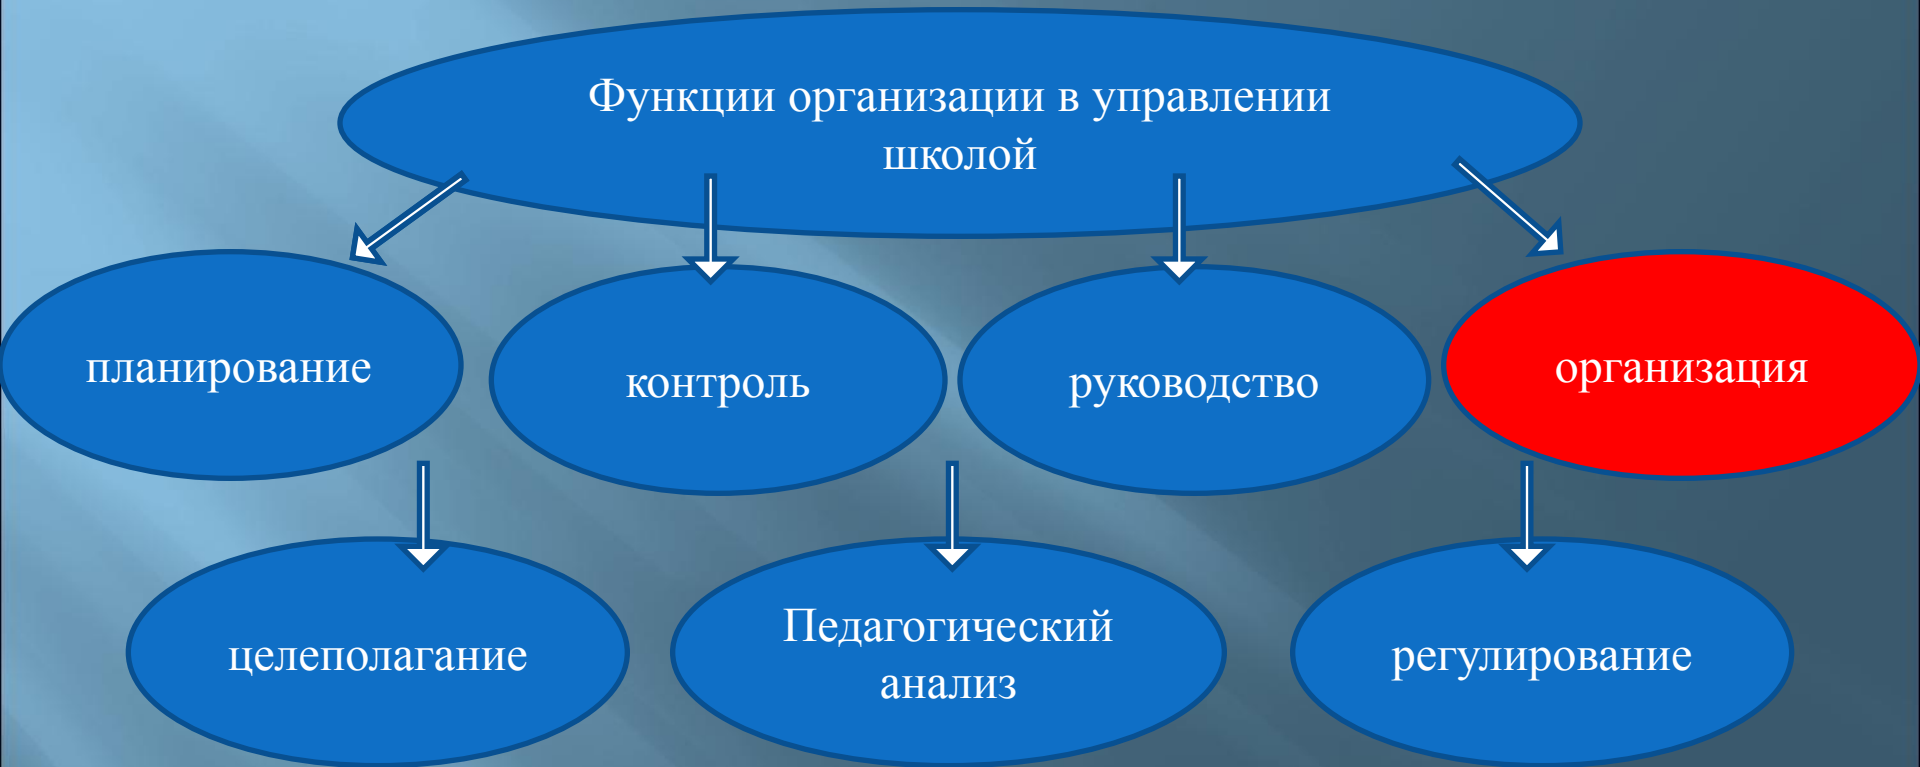 Функции организации в управлении
школой
планирование
контроль
руководство
организация
целеполагание
Педагогический
анализ
регулирование